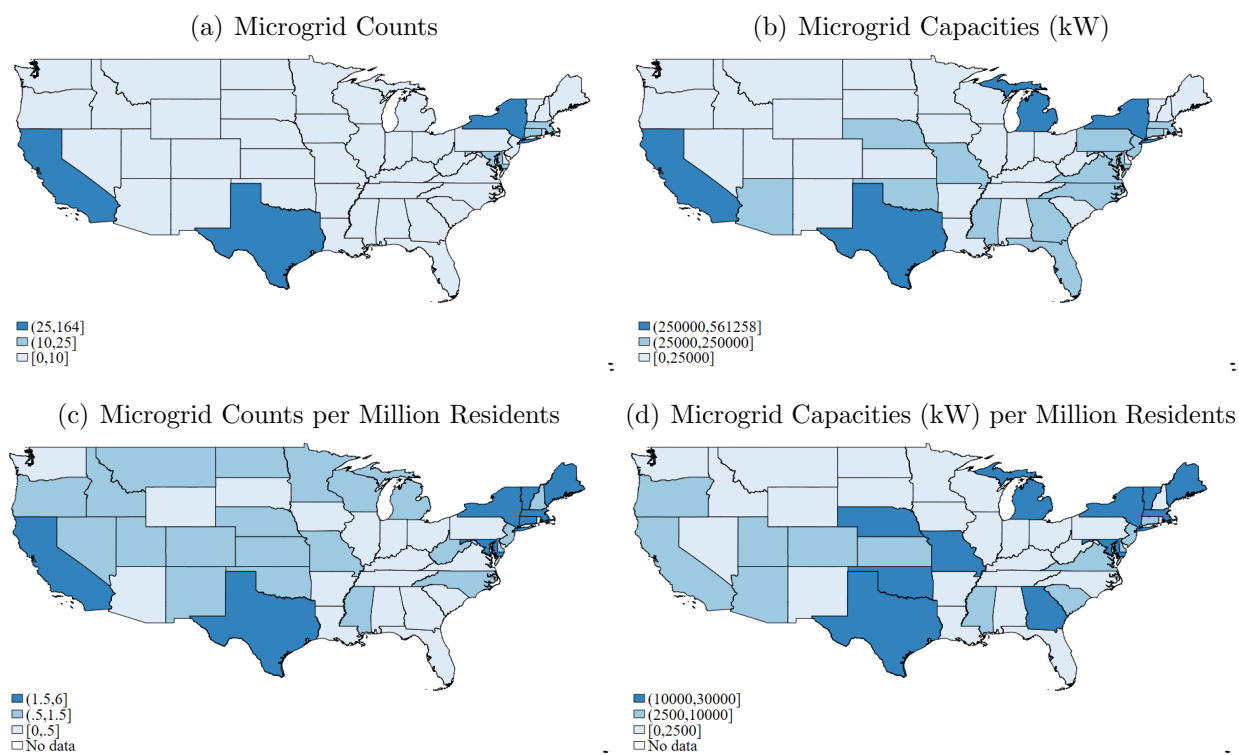 (a) Microgrid Counts
(b) Microgrid Capacities (kW)
(25,164]
(10,25]
[0,10]
(250000,561258]
(25000,250000]
[0,25000]
(c) Microgrid Counts per Million Residents
(d) Microgrid Capacities (kW) per Million Residents
(1.5,6]
(.5,1.5]
[0,.5]
No data
(10000,30000]
(2500,10000]
[0,2500]
No data